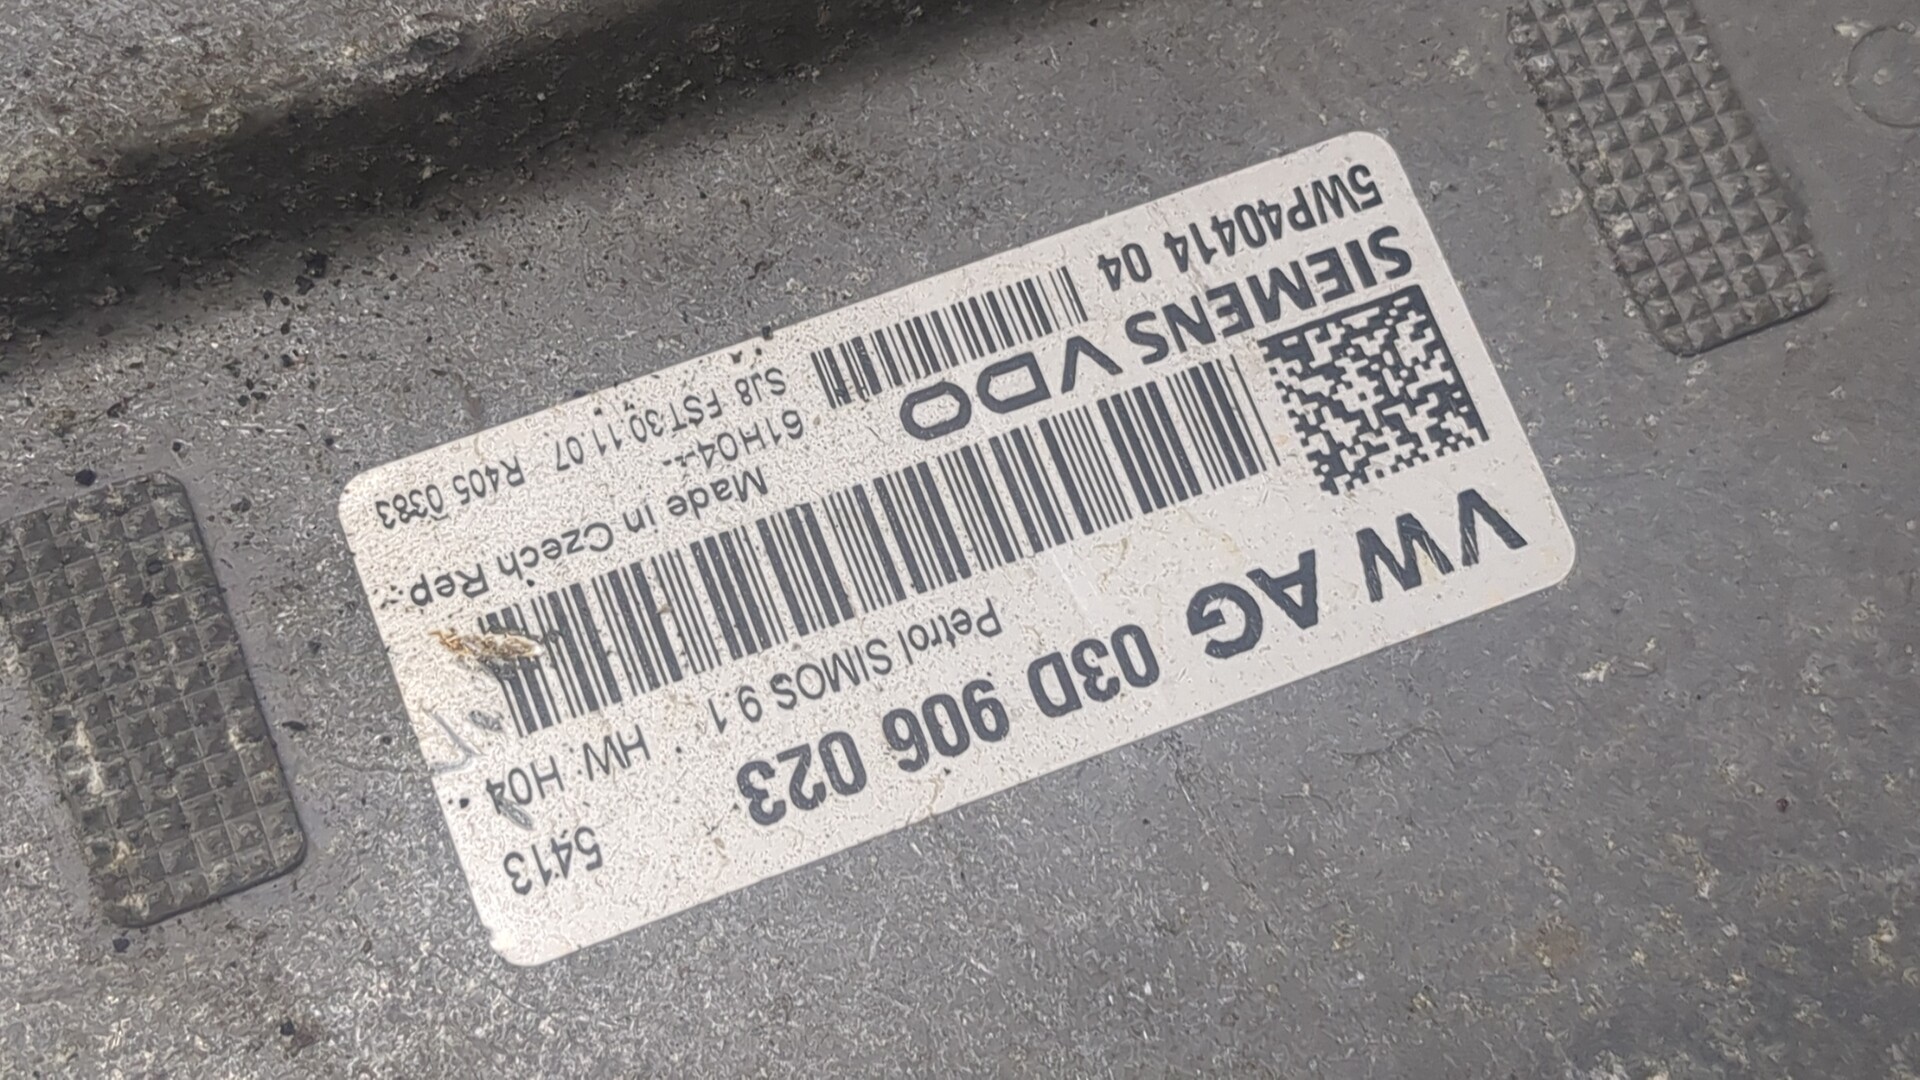 VW AG 03D 906 023 5413
Petrol SIMOS 9.1 HW: H04
SIEMENS VDO Made in Czech Rep.
5WP40414 04 61H04
SJ8 FST 30.11.07 R405 0383